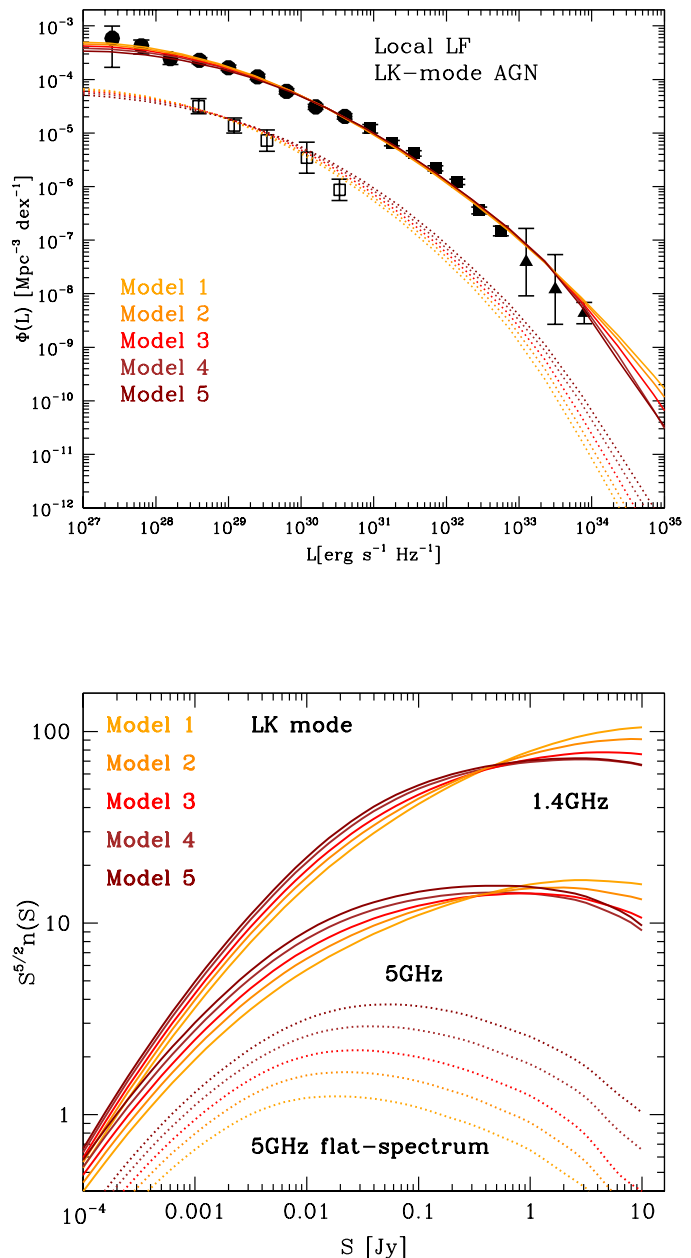 10⁻³
Local LF
10⁻⁴
LK-mode AGN
10⁻⁵
10⁻⁶
Φ(L) [Mpc⁻³ dex⁻¹]
10⁻⁷
Model 1
10⁻⁸
Model 2
Model 3
10⁻⁹
Model 4
10⁻¹⁰
Model 5
10⁻¹¹
10⁻¹²
10²⁷ 10²⁸ 10²⁹ 10³⁰ 10³¹ 10³² 10³³ 10³⁴ 10³⁵
L[erg s⁻¹ Hz⁻¹]
Model 1
LK mode
100
Model 2
Model 3
1.4GHz
Model 4
Model 5
10
S⁵/²n(S)
5GHz
1
5GHz flat-spectrum
10⁻⁴ 0.001 0.01 0.1 1 10
S [Jy]